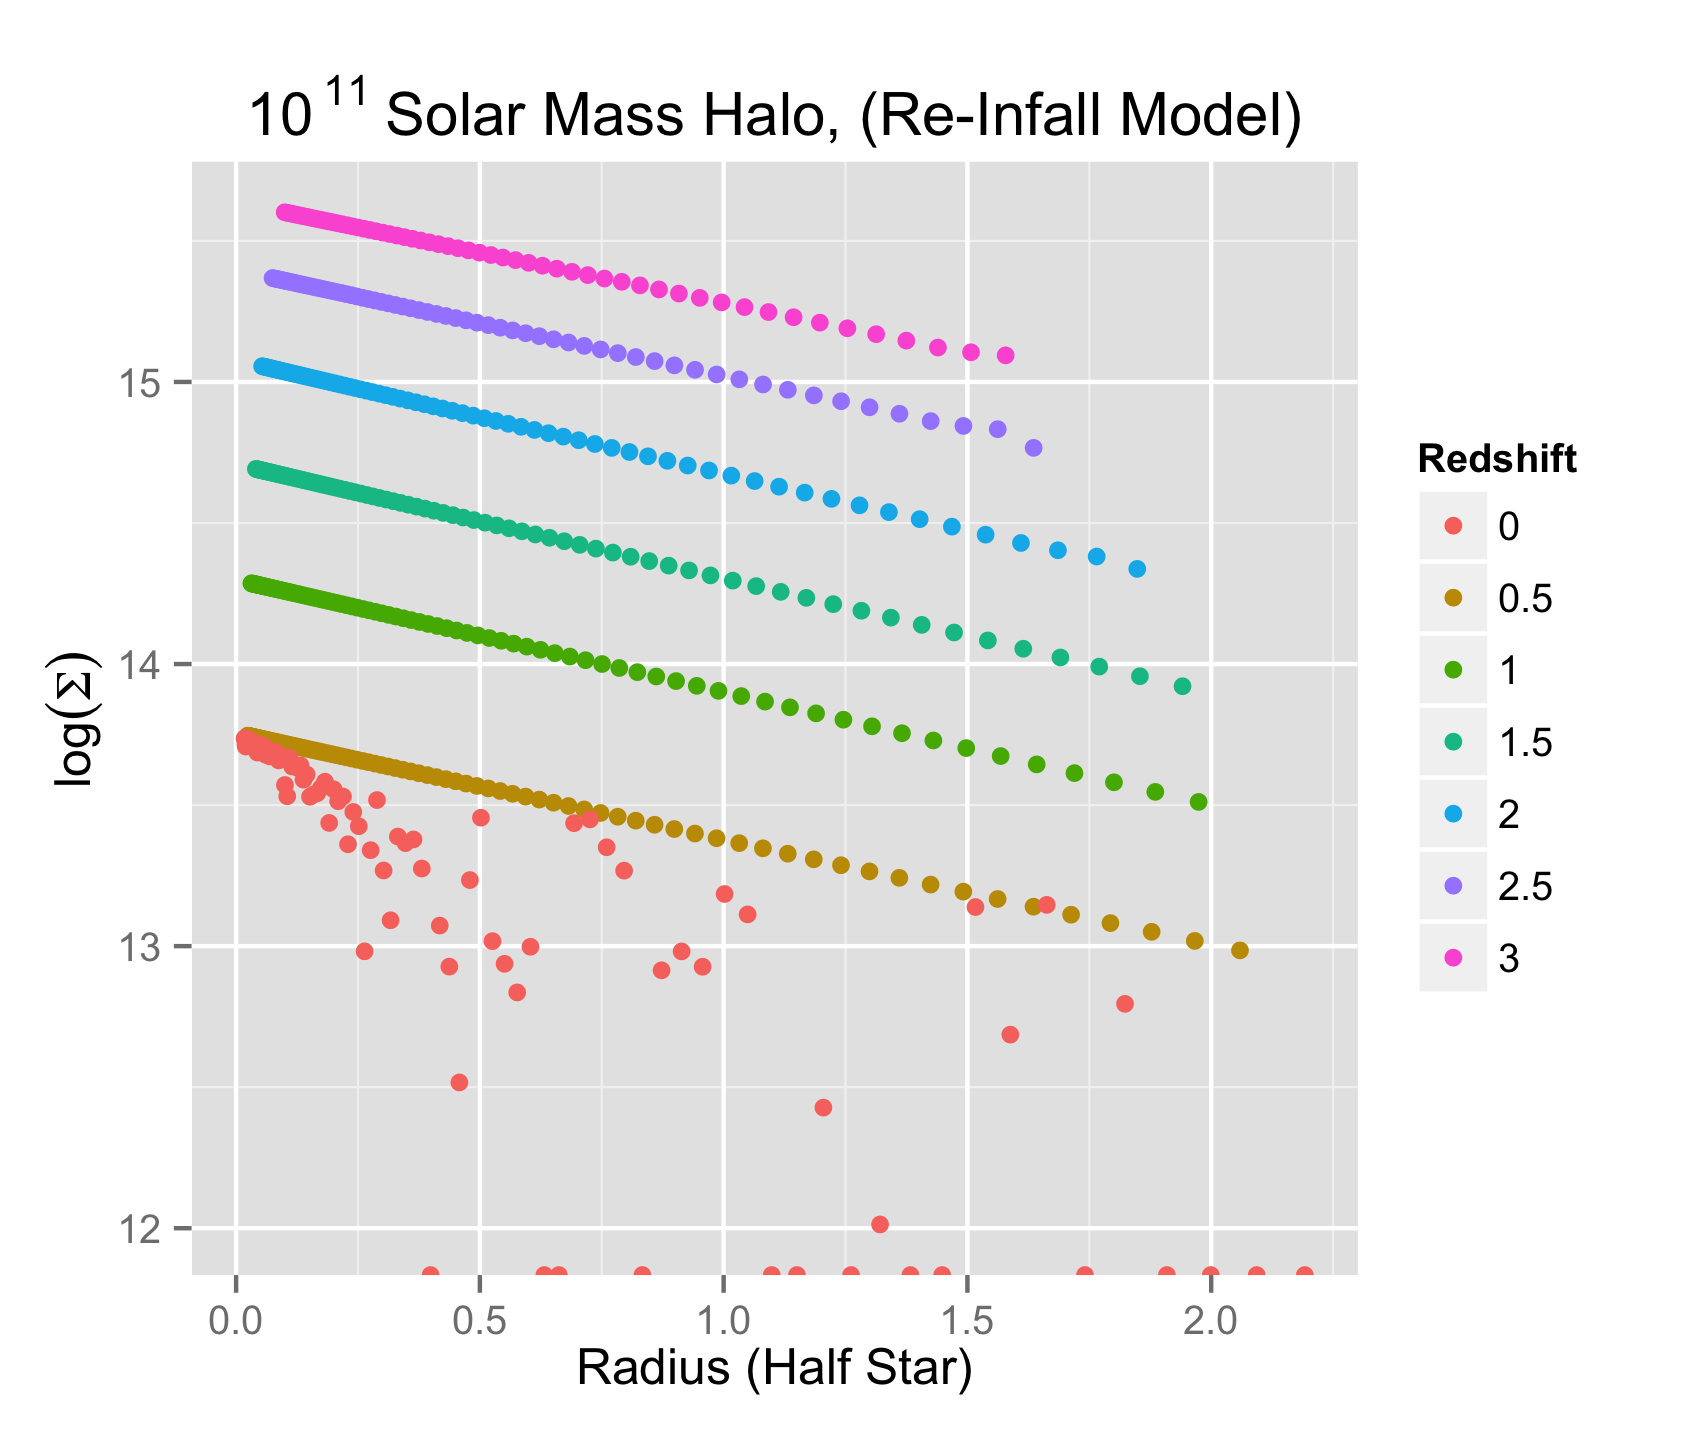 10 11 Solar Mass Halo, (Re-Infall Model)
log(Σ)
15
14
13
12
0.0 0.5 1.0 1.5 2.0
Radius (Half Star)
Redshift
0
0.5
1
1.5
2
2.5
3